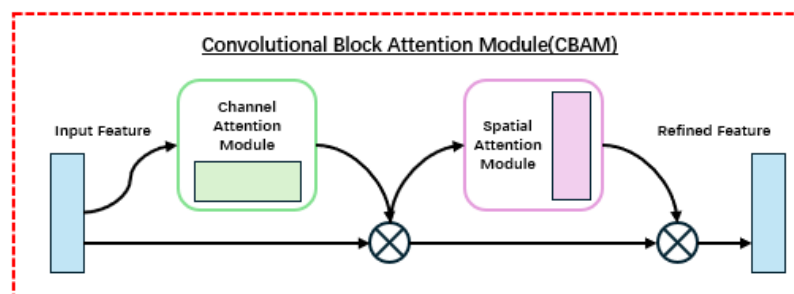 Convolutional Block Attention Module(CBAM)
Input Feature
Channel
Attention
Module
Spatial
Attention
Module
Refined Feature